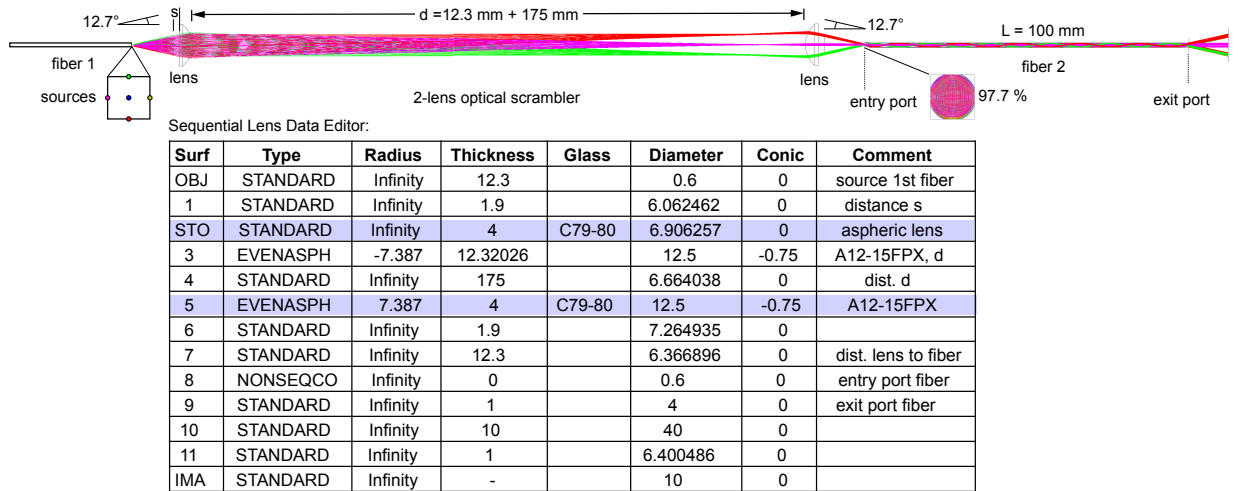 12.7°
s
d =12.3 mm + 175 mm
12.7°
L = 100 mm
fiber 1
lens
lens
fiber 2
sources
2-lens optical scrambler
entry port
97.7 %
exit port
Sequential Lens Data Editor:
Surf Type Radius Thickness Glass Diameter Conic Comment
OBJ STANDARD Infinity 12.3 0.6 0 source 1st fiber
1 STANDARD Infinity 1.9 6.062462 0 distance s
STO STANDARD Infinity 4 C79-80 6.906257 0 aspheric lens
3 EVENASPH -7.387 12.32026 12.5 -0.75 A12-15FPX, d
4 STANDARD Infinity 175 6.664038 0 dist. d
5 EVENASPH 7.387 4 C79-80 12.5 -0.75 A12-15FPX
6 STANDARD Infinity 1.9 7.264935 0
7 STANDARD Infinity 12.3 6.366896 0 dist. lens to fiber
8 NONSEQCO Infinity 0 0.6 0 entry port fiber
9 STANDARD Infinity 1 4 0 exit port fiber
10 STANDARD Infinity 10 40 0
11 STANDARD Infinity 1 6.400486 0
IMA STANDARD Infinity - 10 0